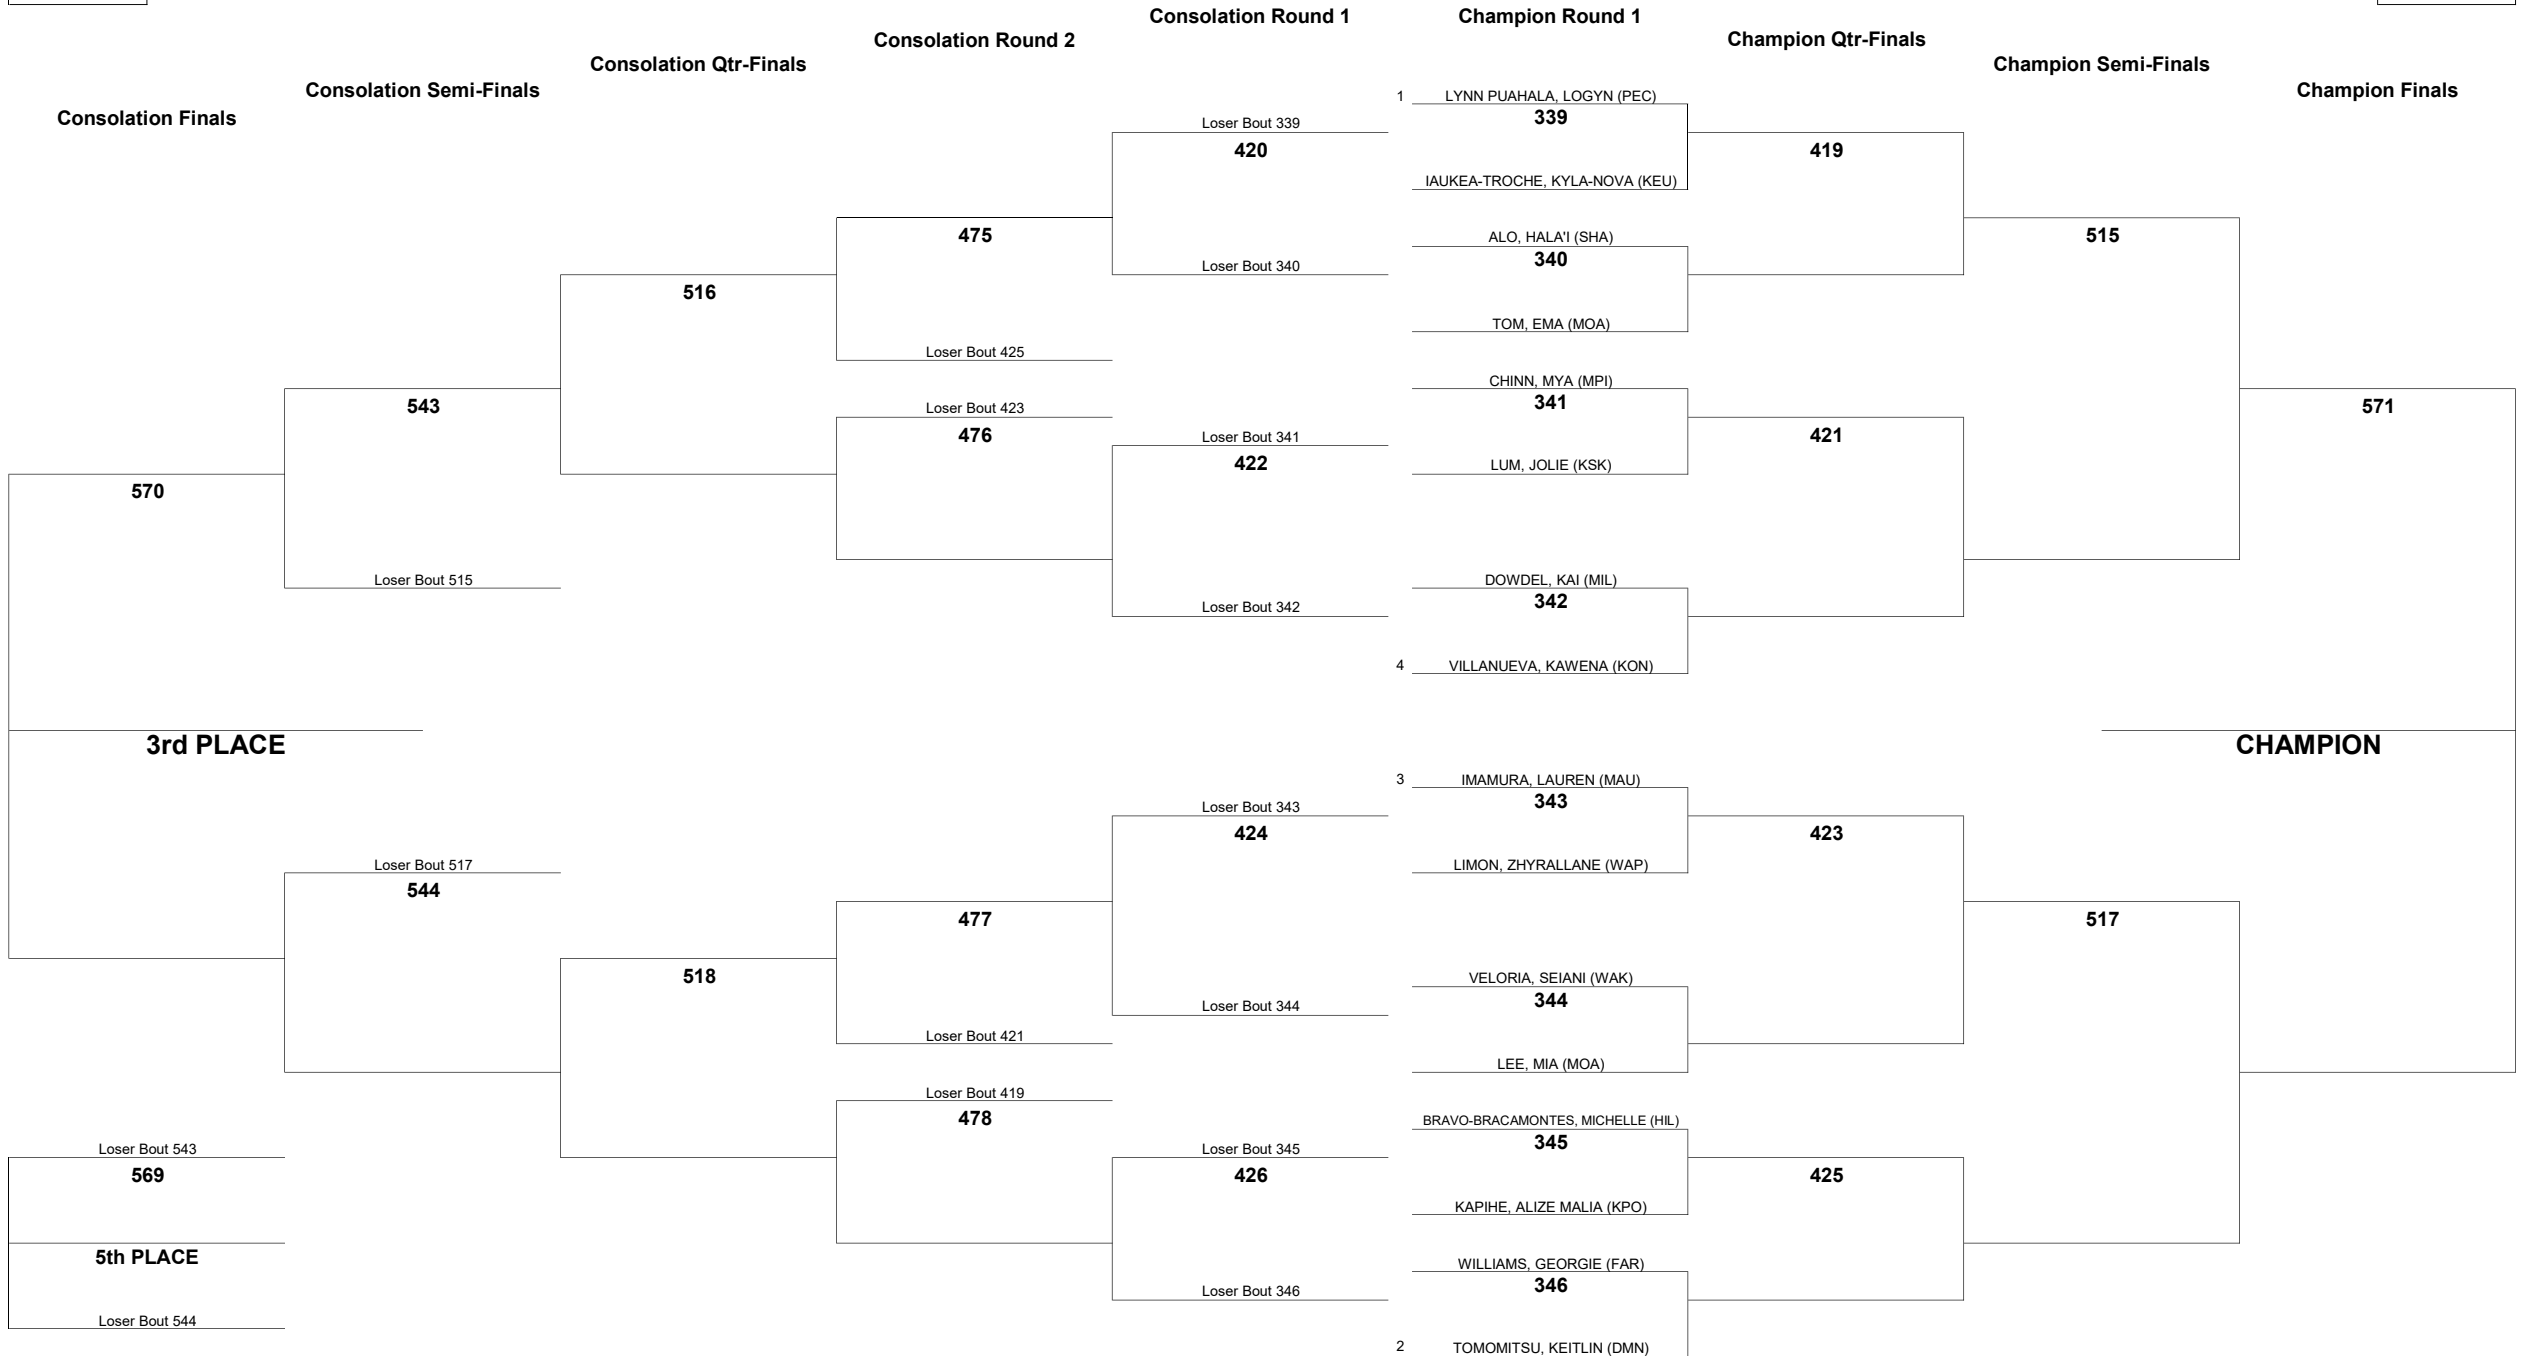 Consolation Round 1
Champion Round 1
Consolation Round 2
Champion Qtr-Finals
Consolation Qtr-Finals
Champion Semi-Finals
Consolation Semi-Finals
Champion Finals
Consolation Finals
1 LYNN PUAHALA, LOGYN (PEC)
339
Loser Bout 339
420
419
IAUKEA-TROCHE, KYLA-NOVA (KEU)
475
ALO, HALA'I (SHA)
515
340
Loser Bout 340
516
TOM, EMA (MOA)
Loser Bout 425
CHINN, MYA (MPI)
543
Loser Bout 423
341
571
476
Loser Bout 341
421
422
LUM, JOLIE (KSK)
570
Loser Bout 515
DOWDEL, KAI (MIL)
342
Loser Bout 342
4 VILLANUEVA, KAWENA (KON)
3rd PLACE
CHAMPION
3 IMAMURA, LAUREN (MAU)
343
Loser Bout 343
424
423
Loser Bout 517
LIMON, ZHYRALLANE (WAP)
544
477
517
518
VELORIA, SEIANI (WAK)
344
Loser Bout 344
Loser Bout 421
LEE, MIA (MOA)
Loser Bout 419
478
BRAVO-BRACAMONTES, MICHELLE (HIL)
345
Loser Bout 543
Loser Bout 345
569
426
425
KAPIHE, ALIZE MALIA (KPO)
5th PLACE
WILLIAMS, GEORGIE (FAR)
346
Loser Bout 346
Loser Bout 544
2 TOMOMITSU, KEITLIN (DMN)